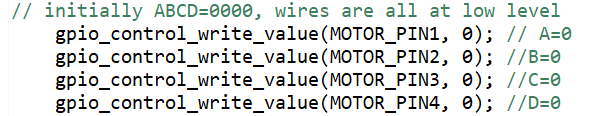 // initially ABCD=0000, wires are all at low level
gpio_control_write_value(MOTOR_PIN1, 0); // A=0
gpio_control_write_value(MOTOR_PIN2, 0); //B=0
gpio_control_write_value(MOTOR_PIN3, 0); //C=0
gpio_control_write_value(MOTOR_PIN4, 0); //D=0